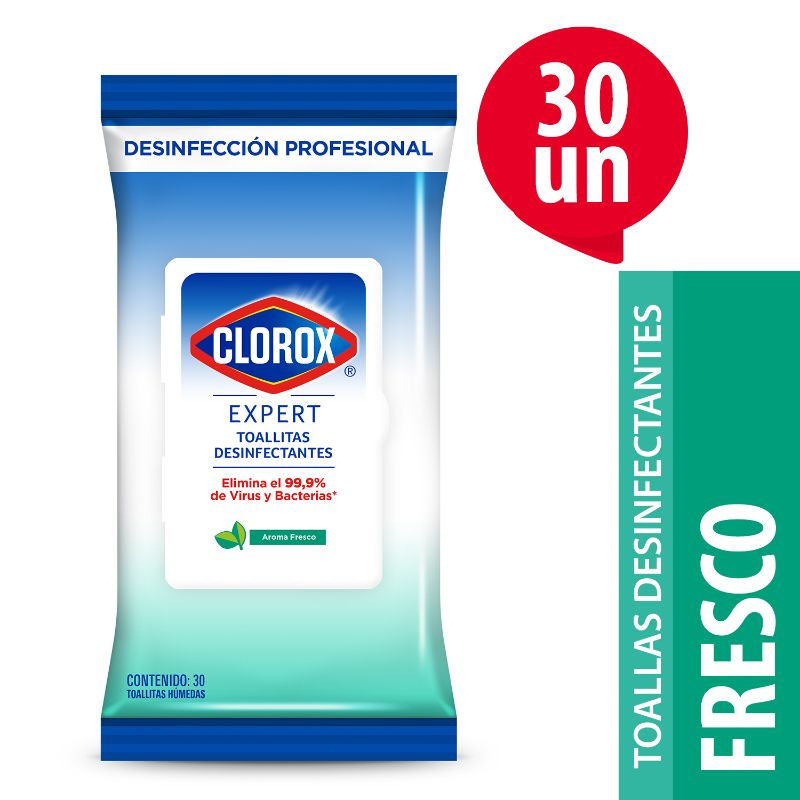 DESINFECCIÓN PROFESIONAL
CLOROX
®
EXPERT
TOALLITAS
DESINFECTANTES
Elimina el 99,9%
de Virus y Bacterias*
Aroma Fresco
CONTENIDO: 30
TOALLITAS HÚMEDAS
30
un
TOALLAS DESINFECTANTES
FRESCO